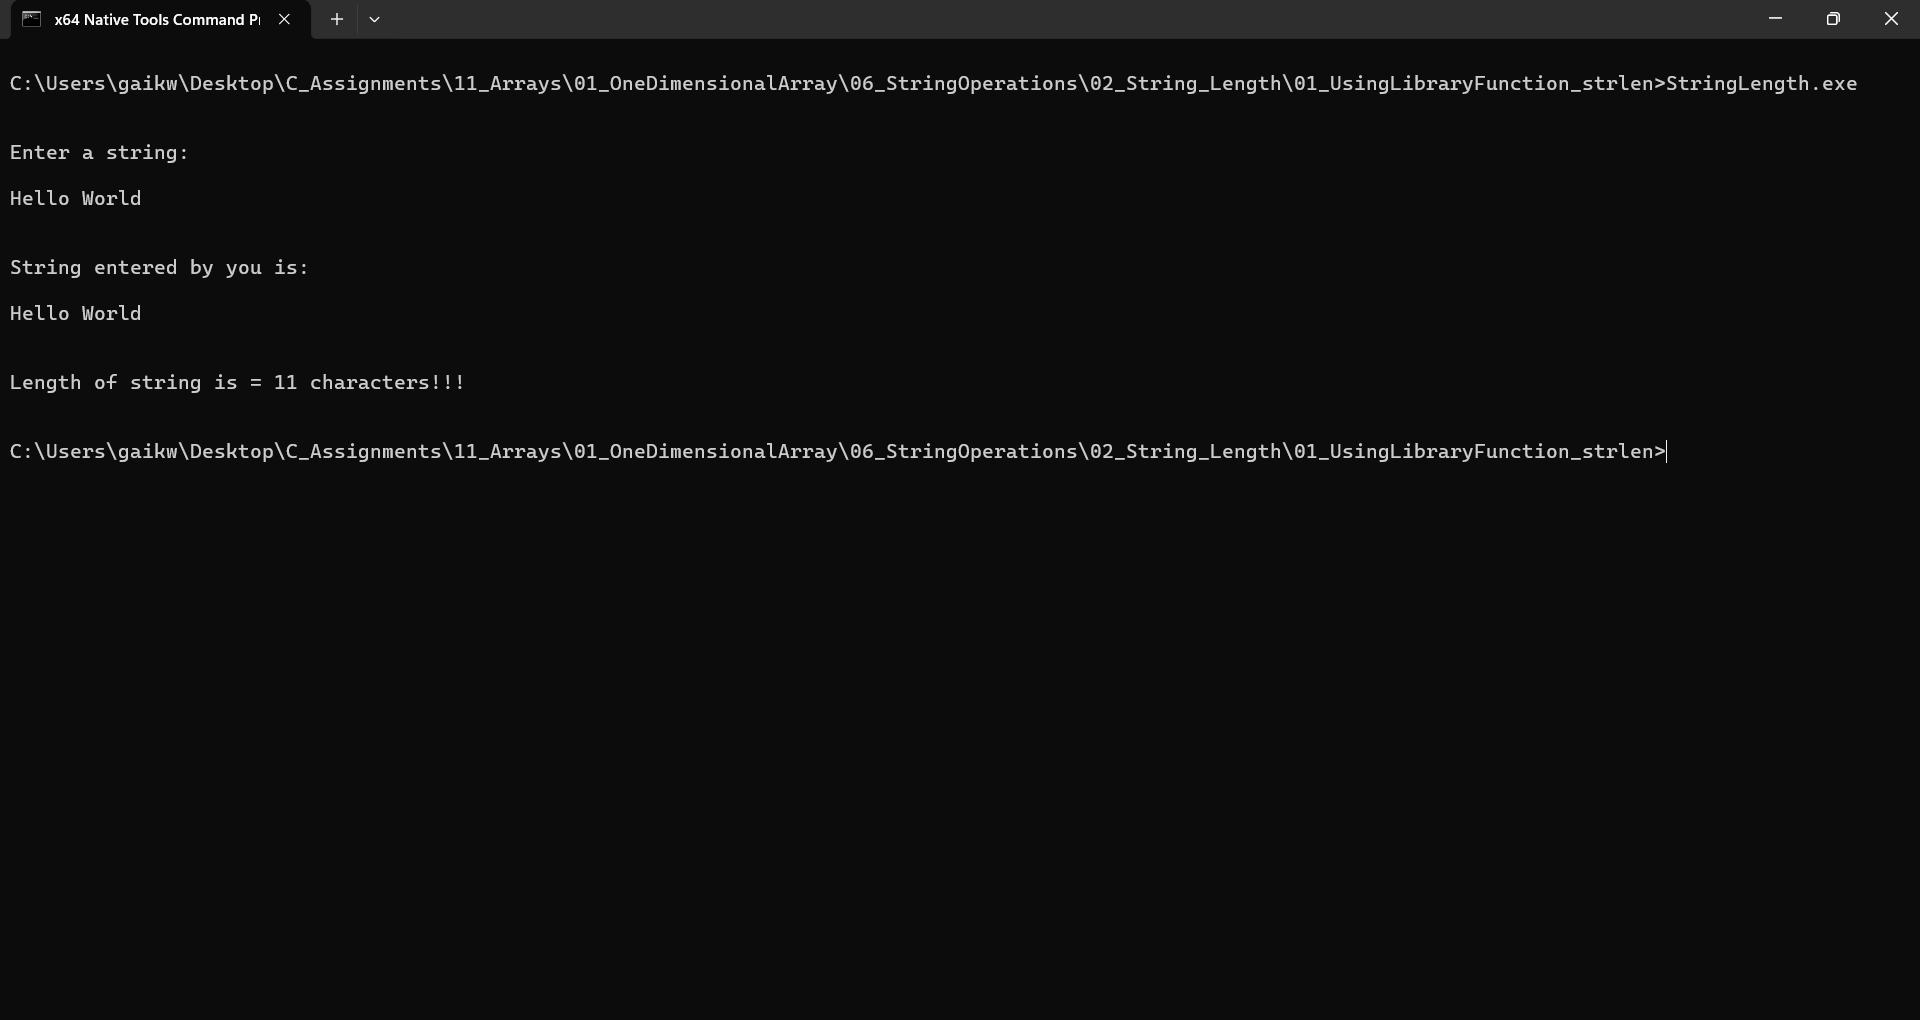 x64 Native Tools Command Pr
C:\Users\gaikw\Desktop\C_Assignments\11_Arrays\01_OneDimensionalArray\06_StringOperations\02_String_Length\01_UsingLibraryFunction_strlen>StringLength.exe
Enter a string:
Hello World
String entered by you is:
Hello World
Length of string is = 11 characters!!!
C:\Users\gaikw\Desktop\C_Assignments\11_Arrays\01_OneDimensionalArray\06_StringOperations\02_String_Length\01_UsingLibraryFunction_strlen>